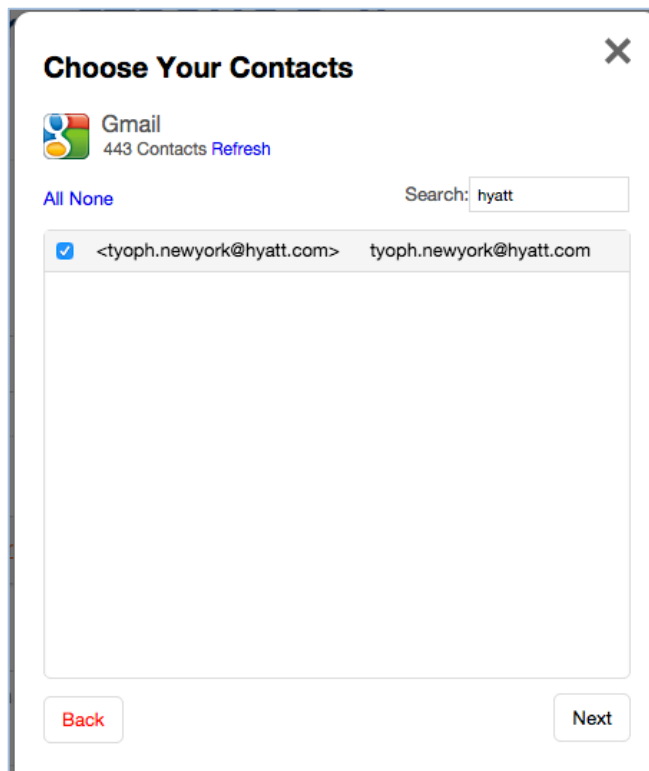 Choose Your Contacts
Gmail
443 Contacts Refresh
All None
Search: hyatt
<tyoph.newyork@hyatt.com> tyoph.newyork@hyatt.com
Back
Next